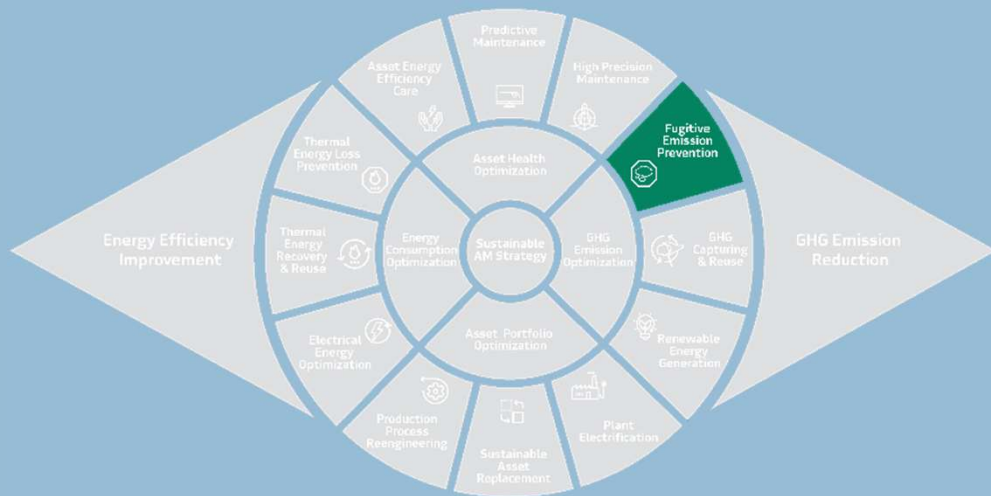 Predictive
Maintenance
Asset Energy
Efficiency
Care
High Precision
Maintenance
Thermal
Energy Loss
Prevention
Fugitive
Emission
Prevention
Asset Health
Optimization
Energy Efficiency
Improvement
Thermal
Energy
Recovery
& Reuse
Energy
Consumption
Optimization
Sustainable
AM Strategy
GHG
Emission
Optimization
GHG
Capturing
& Reuse
GHG Emission
Reduction
Electrical
Energy
Optimization
Asset Portfolio
Optimization
Renewable
Energy
Generation
Production
Process
Reengineering
Sustainable
Asset
Replacement
Plant
Electrification